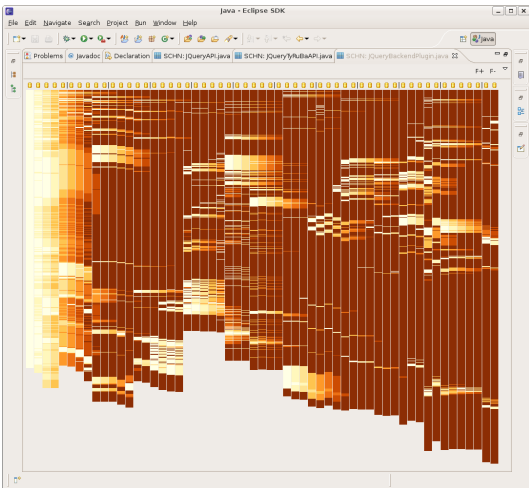 Java - Eclipse SDK
File Edit Navigate Search Project Run Window Help
Java
Problems Javadoc Declaration SCHN: JQueryAPI.java SCHN: JQueryTyRuBaAPI.java SCHN: JQueryBackendPlugin.java
F+ F-